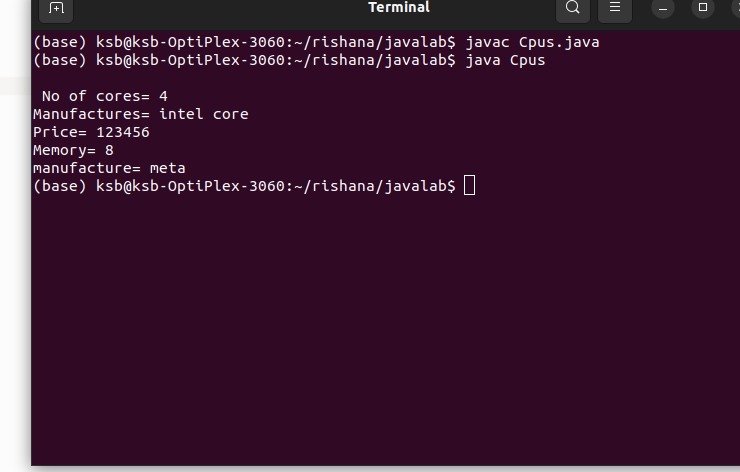 Terminal
(base) ksb@ksb-OptiPlex-3060:~/rishana/javalab$ javac Cpus.java
(base) ksb@ksb-OptiPlex-3060:~/rishana/javalab$ java Cpus
No of cores= 4
Manufactures= intel core
Price= 123456
Memory= 8
manufacture= meta
(base) ksb@ksb-OptiPlex-3060:~/rishana/javalab$